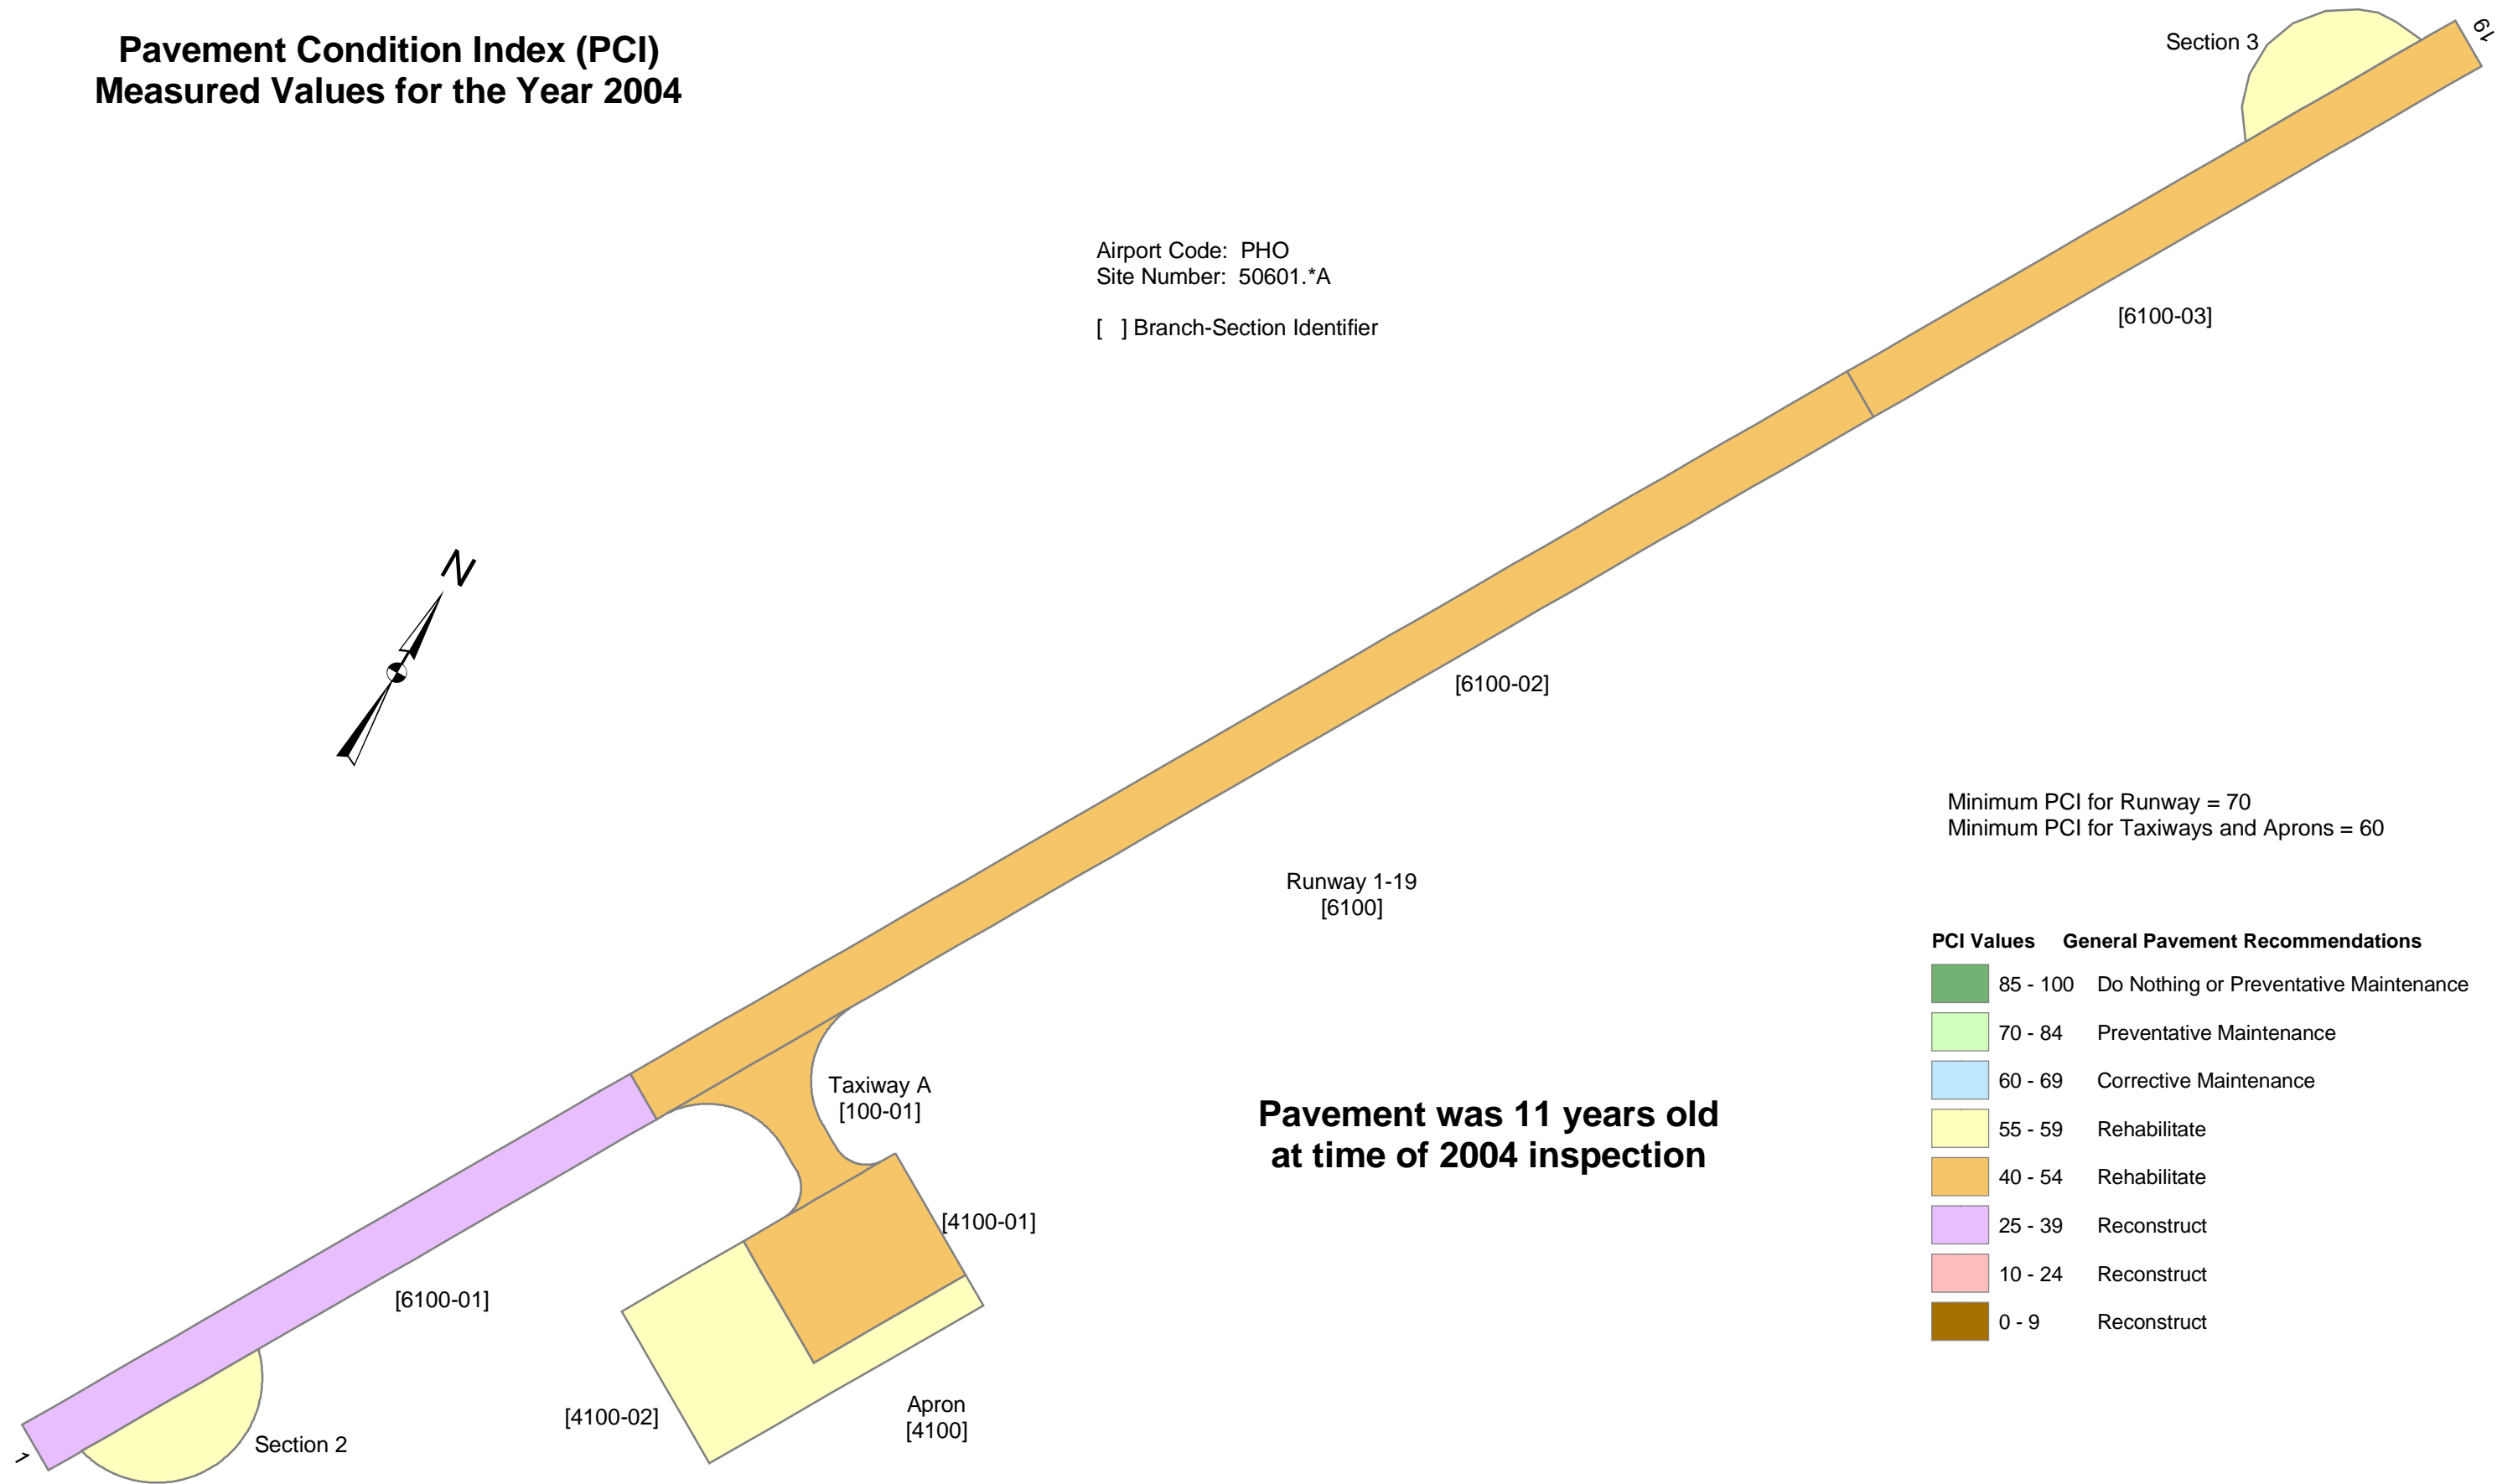 Pavement Condition Index (PCI)
Measured Values for the Year 2004
Section 3
19
Airport Code: PHO
Site Number: 50601.*A
[ ] Branch-Section Identifier
[6100-03]
N
[6100-02]
Minimum PCI for Runway = 70
Minimum PCI for Taxiways and Aprons = 60
Runway 1-19
[6100]
PCI Values General Pavement Recommendations
85 - 100 Do Nothing or Preventative Maintenance
70 - 84 Preventative Maintenance
60 - 69 Corrective Maintenance
55 - 59 Rehabilitate
40 - 54 Rehabilitate
25 - 39 Reconstruct
10 - 24 Reconstruct
0 - 9 Reconstruct
Taxiway A
[100-01]
Pavement was 11 years old
at time of 2004 inspection
[4100-01]
[6100-01]
[4100-02]
Apron
[4100]
Section 2
1